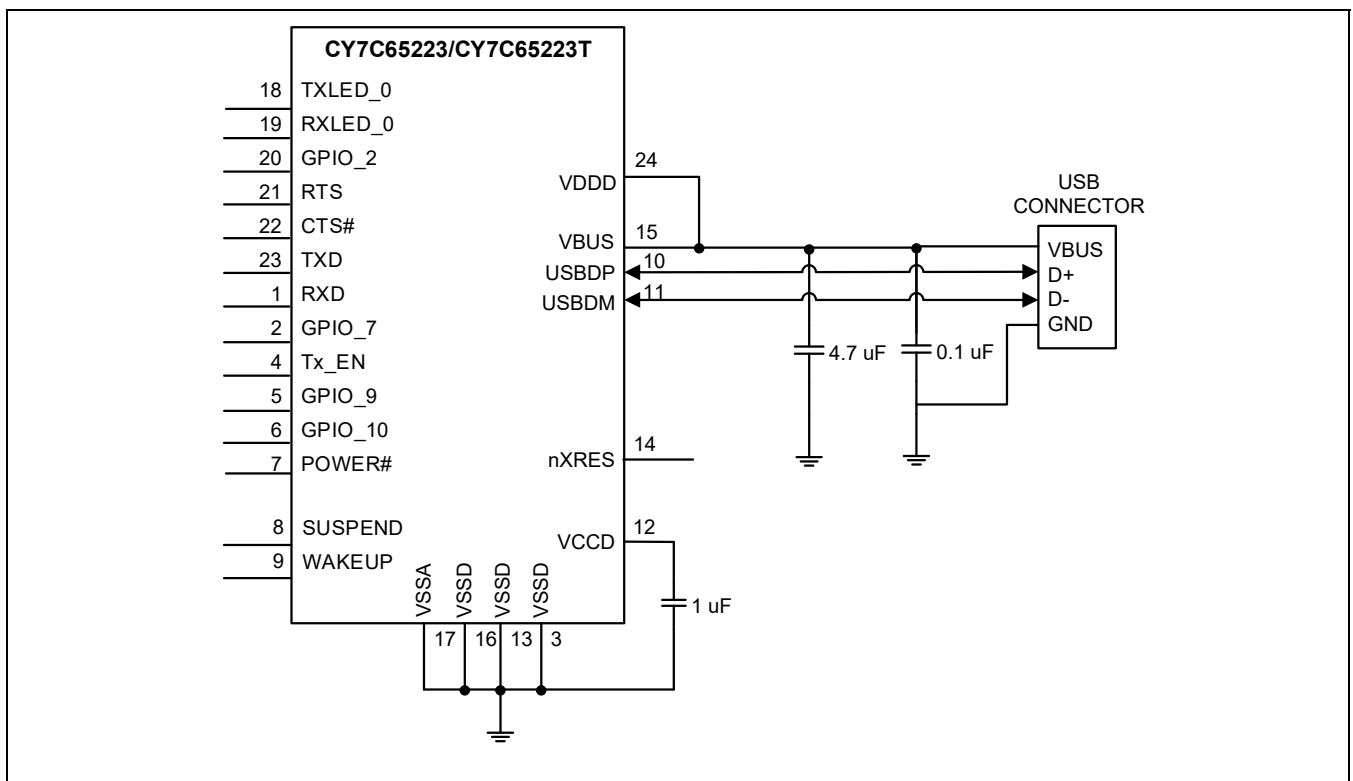 CY7C65223/CY7C65223T
18 TXLED_0
19 RXLED_0
20 GPIO_2
21 RTS
22 CTS#
23 TXD
1 RXD
2 GPIO_7
4 Tx_EN
5 GPIO_9
6 GPIO_10
7 POWER#
8 SUSPEND
9 WAKEUP
VDDD 24
VBUS 15
USBDP 10
USBDM 11
nXRES 14
VCCD 12
VSSA
VSSD
VSSD
VSSD
17 16 13 3
1 uF
4.7 uF
0.1 uF
USB
CONNECTOR
VBUS
D+
D-
GND